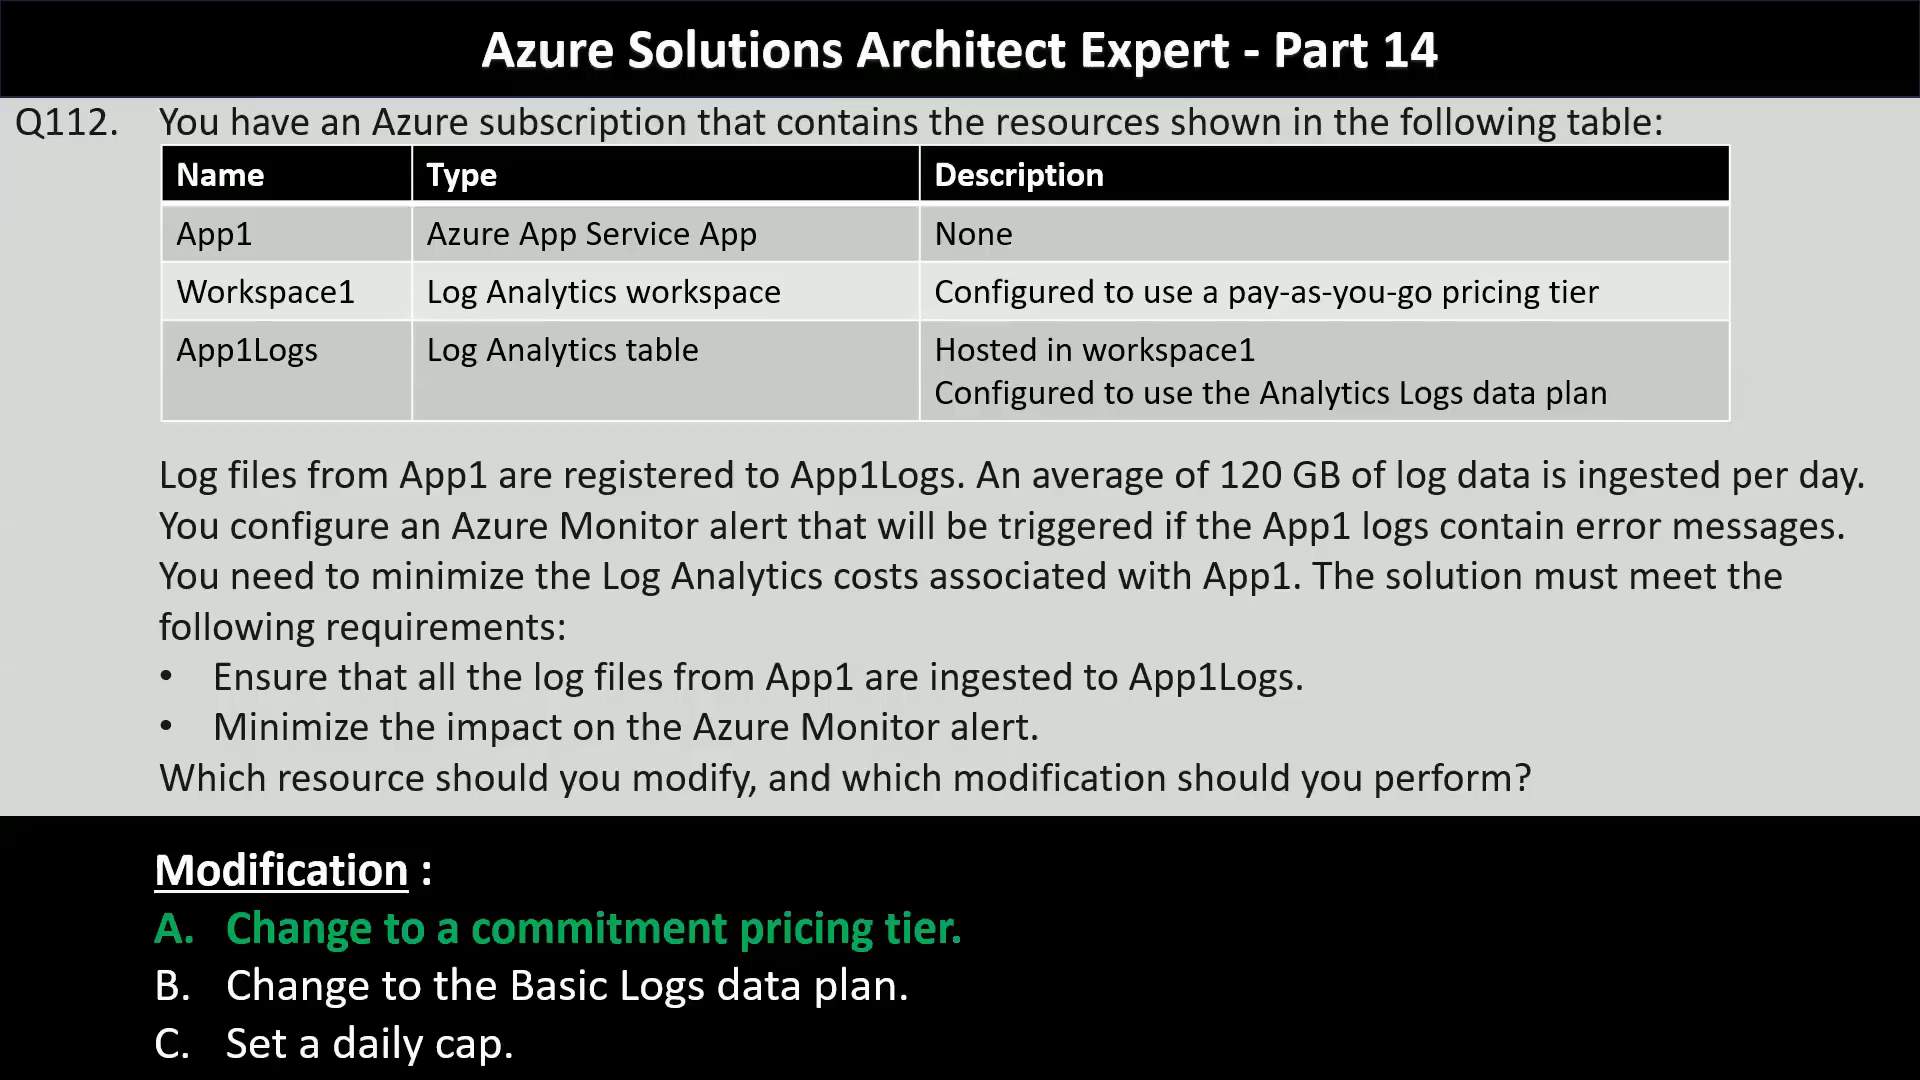 Azure Solutions Architect Expert - Part 14
Q112. You have an Azure subscription that contains the resources shown in the following table:
Name Type Description
App1 Azure App Service App None
Workspace1 Log Analytics workspace Configured to use a pay-as-you-go pricing tier
App1Logs Log Analytics table Hosted in workspace1
Configured to use the Analytics Logs data plan
Log files from App1 are registered to App1Logs. An average of 120 GB of log data is ingested per day.
You configure an Azure Monitor alert that will be triggered if the App1 logs contain error messages.
You need to minimize the Log Analytics costs associated with App1. The solution must meet the
following requirements:
• Ensure that all the log files from App1 are ingested to App1Logs.
• Minimize the impact on the Azure Monitor alert.
Which resource should you modify, and which modification should you perform?
Modification :
A. Change to a commitment pricing tier.
B. Change to the Basic Logs data plan.
C. Set a daily cap.